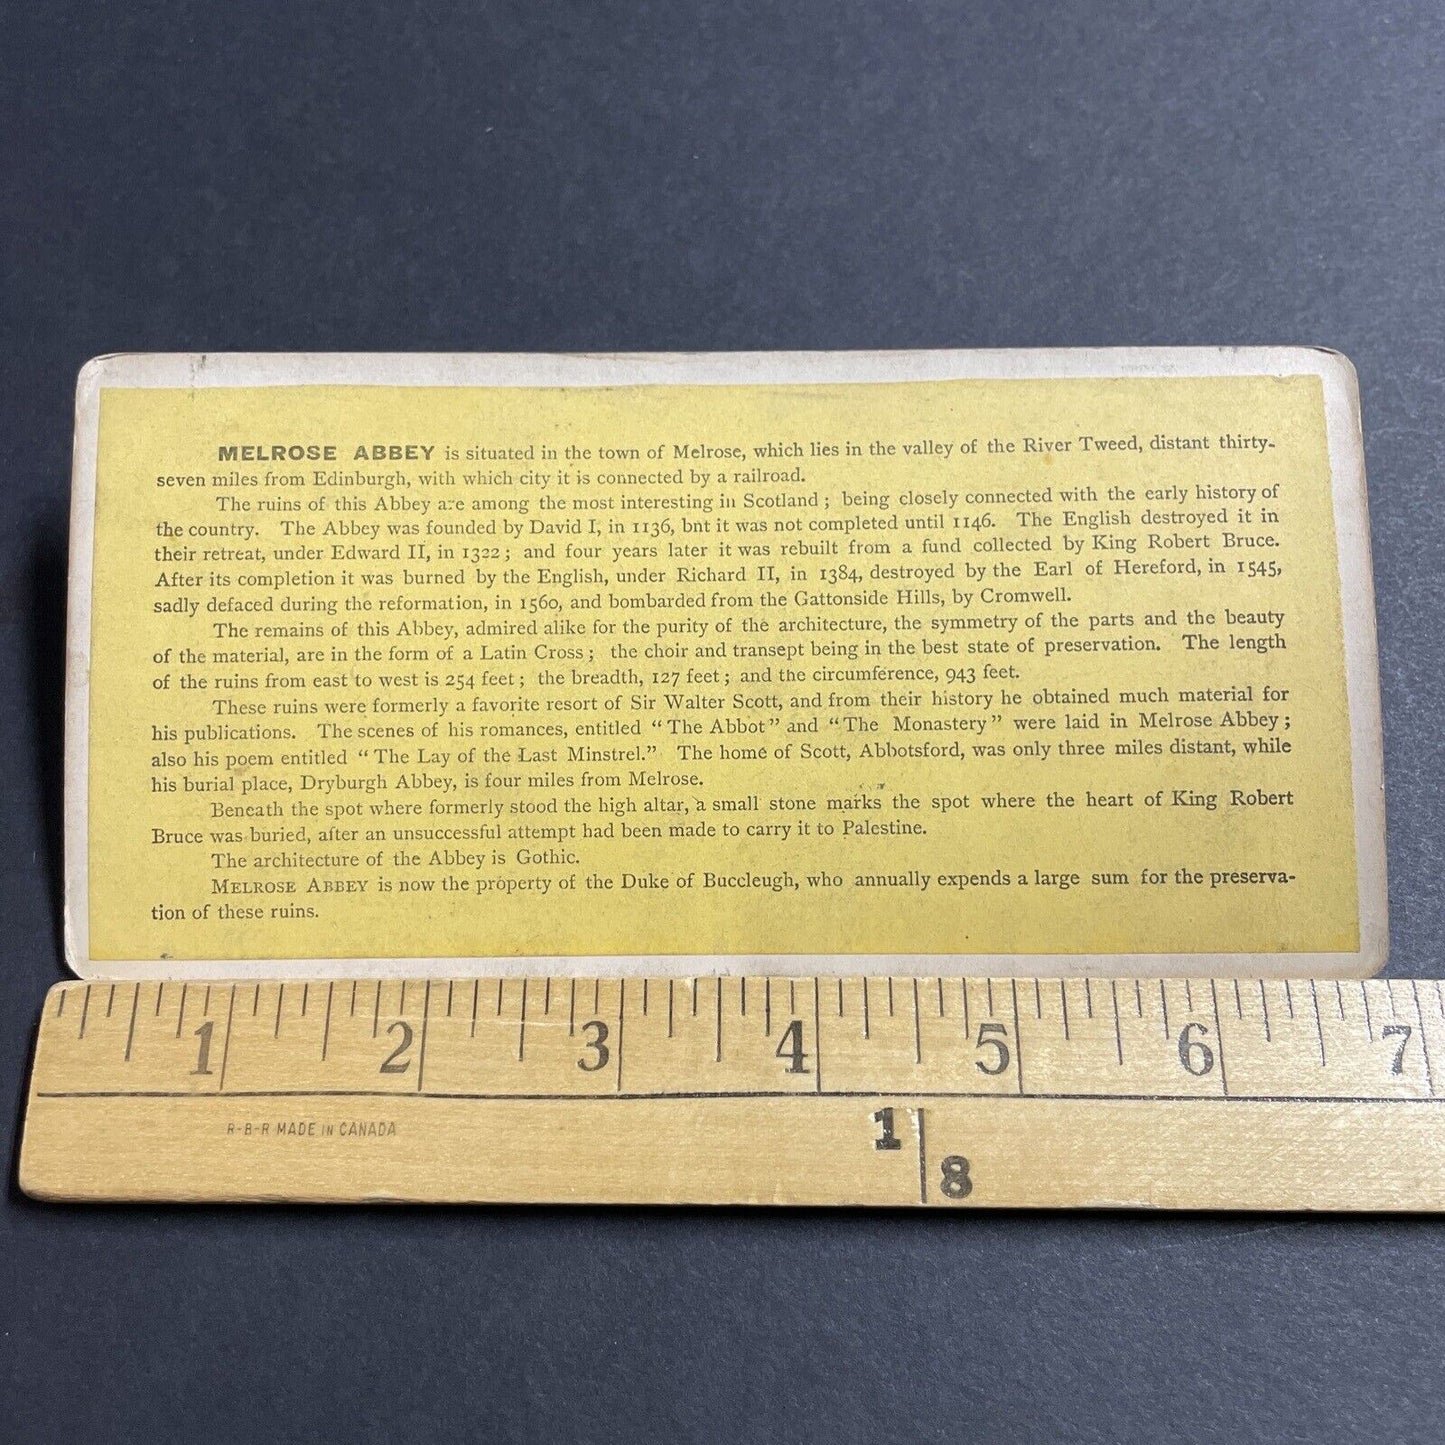 MELROSE ABBEY is situated in the town of Melrose, which lies in the valley of the River Tweed, distant thirty-
seven miles from Edinburgh, with which city it is connected by a railroad.
The ruins of this Abbey are among the most interesting in Scotland ; being closely connected with the early history of
the country. The Abbey was founded by David I, in 1136, bnt it was not completed until 1146. The English destroyed it in
their retreat, under Edward II, in 1322 ; and four years later it was rebuilt from a fund collected by King Robert Bruce.
After its completion it was burned by the English, under Richard II, in 1384, destroyed by the Earl of Hereford, in 1545,
sadly defaced during the reformation, in 1560, and bombarded from the Gattonside Hills, by Cromwell.
The remains of this Abbey, admired alike for the purity of the architecture, the symmetry of the parts and the beauty
of the material, are in the form of a Latin Cross ; the choir and transept being in the best state of preservation. The length
of the ruins from east to west is 254 feet ; the breadth, 127 feet ; and the circumference, 943 feet.
These ruins were formerly a favorite resort of Sir Walter Scott, and from their history he obtained much material for
his publications. The scenes of his romances, entitled “The Abbot” and “The Monastery” were laid in Melrose Abbey ;
also his poem entitled “The Lay of the Last Minstrel.” The home of Scott, Abbotsford, was only three miles distant, while
his burial place, Dryburgh Abbey, is four miles from Melrose.
Beneath the spot where formerly stood the high altar, a small stone marks the spot where the heart of King Robert
Bruce was buried, after an unsuccessful attempt had been made to carry it to Palestine.
The architecture of the Abbey is Gothic.
MELROSE ABBEY is now the property of the Duke of Buccleugh, who annually expends a large sum for the preserva-
tion of these ruins.
1 2 3 4 5 6 7
R-B-R MADE IN CANADA
1
8